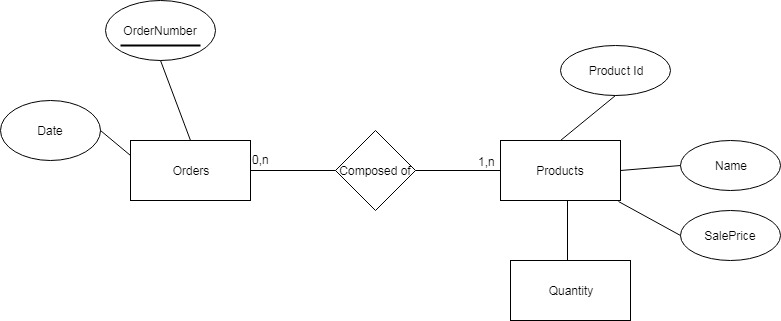 OrderNumber
Product Id
Date
0,n
1,n
Orders
Composed of
Products
Name
SalePrice
Quantity